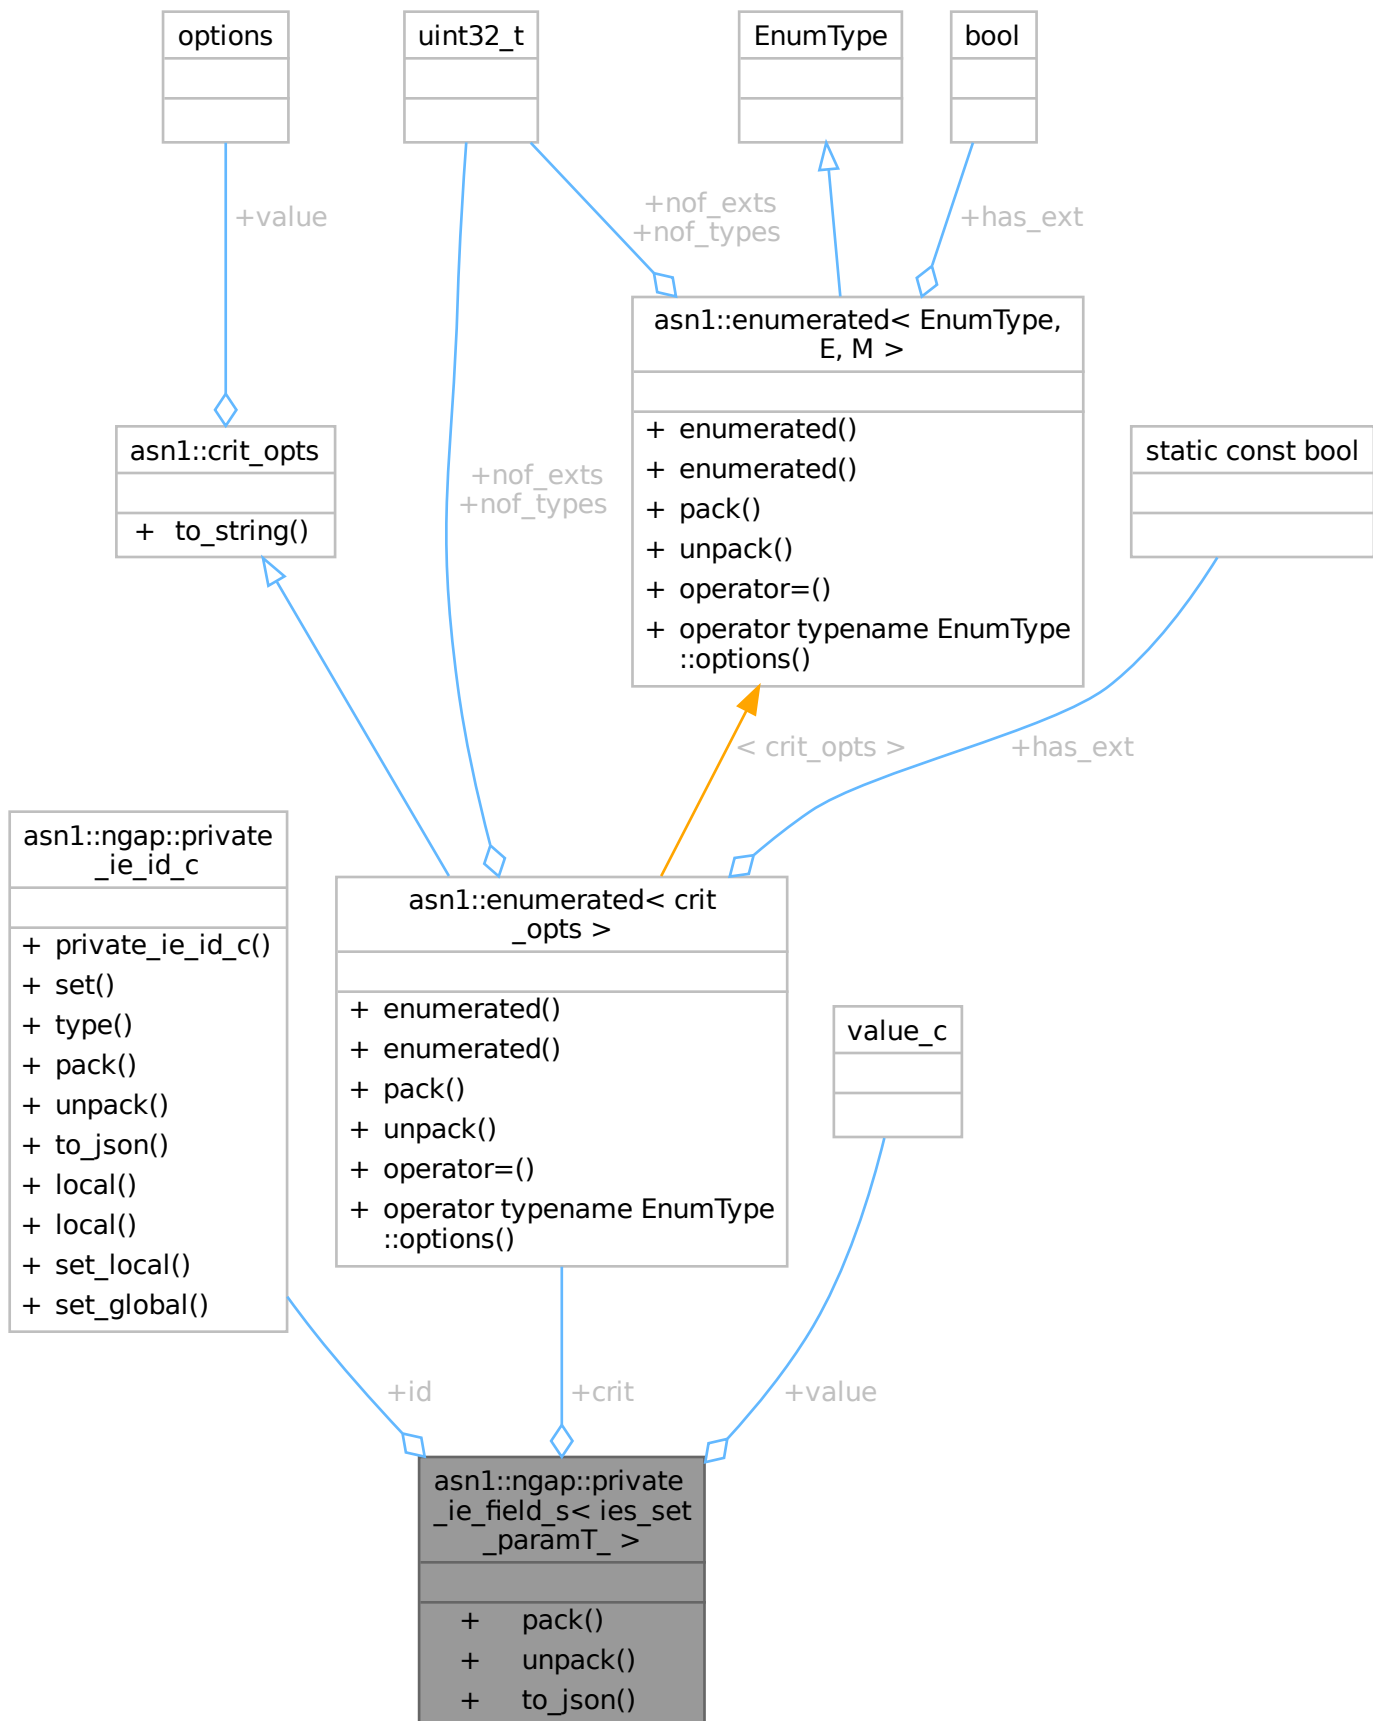 options
uint32_t
EnumType
bool
+value
+nof_exts
+nof_types
+has_ext
asn1::enumerated< EnumType,
E, M >
+ enumerated()
+ enumerated()
+ pack()
+ unpack()
+ operator=()
+ operator typename EnumType
::options()
asn1::crit_opts
+ to_string()
+nof_exts
+nof_types
static const bool
< crit_opts >
+has_ext
asn1::ngap::private
_ie_id_c
+ private_ie_id_c()
+ set()
+ type()
+ pack()
+ unpack()
+ to_json()
+ local()
+ local()
+ set_local()
+ set_global()
asn1::enumerated< crit
_opts >
+ enumerated()
+ enumerated()
+ pack()
+ unpack()
+ operator=()
+ operator typename EnumType
::options()
value_c
+id
+crit
+value
asn1::ngap::private
_ie_field_s< ies_set
_paramT_ >
+ pack()
+ unpack()
+ to_json()